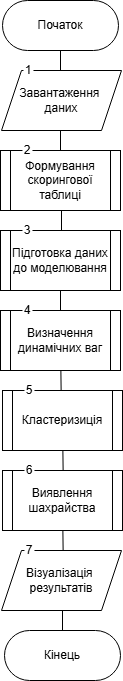 Початок
1
Завантаження
даних
2
Формування
скорингової
таблиці
3
Підготовка даних
до моделювання
4
Визначення
динамічних ваг
5
Кластеризиція
6
Виявлення
шахрайства
7
Візуалізація
результатів
Кінець